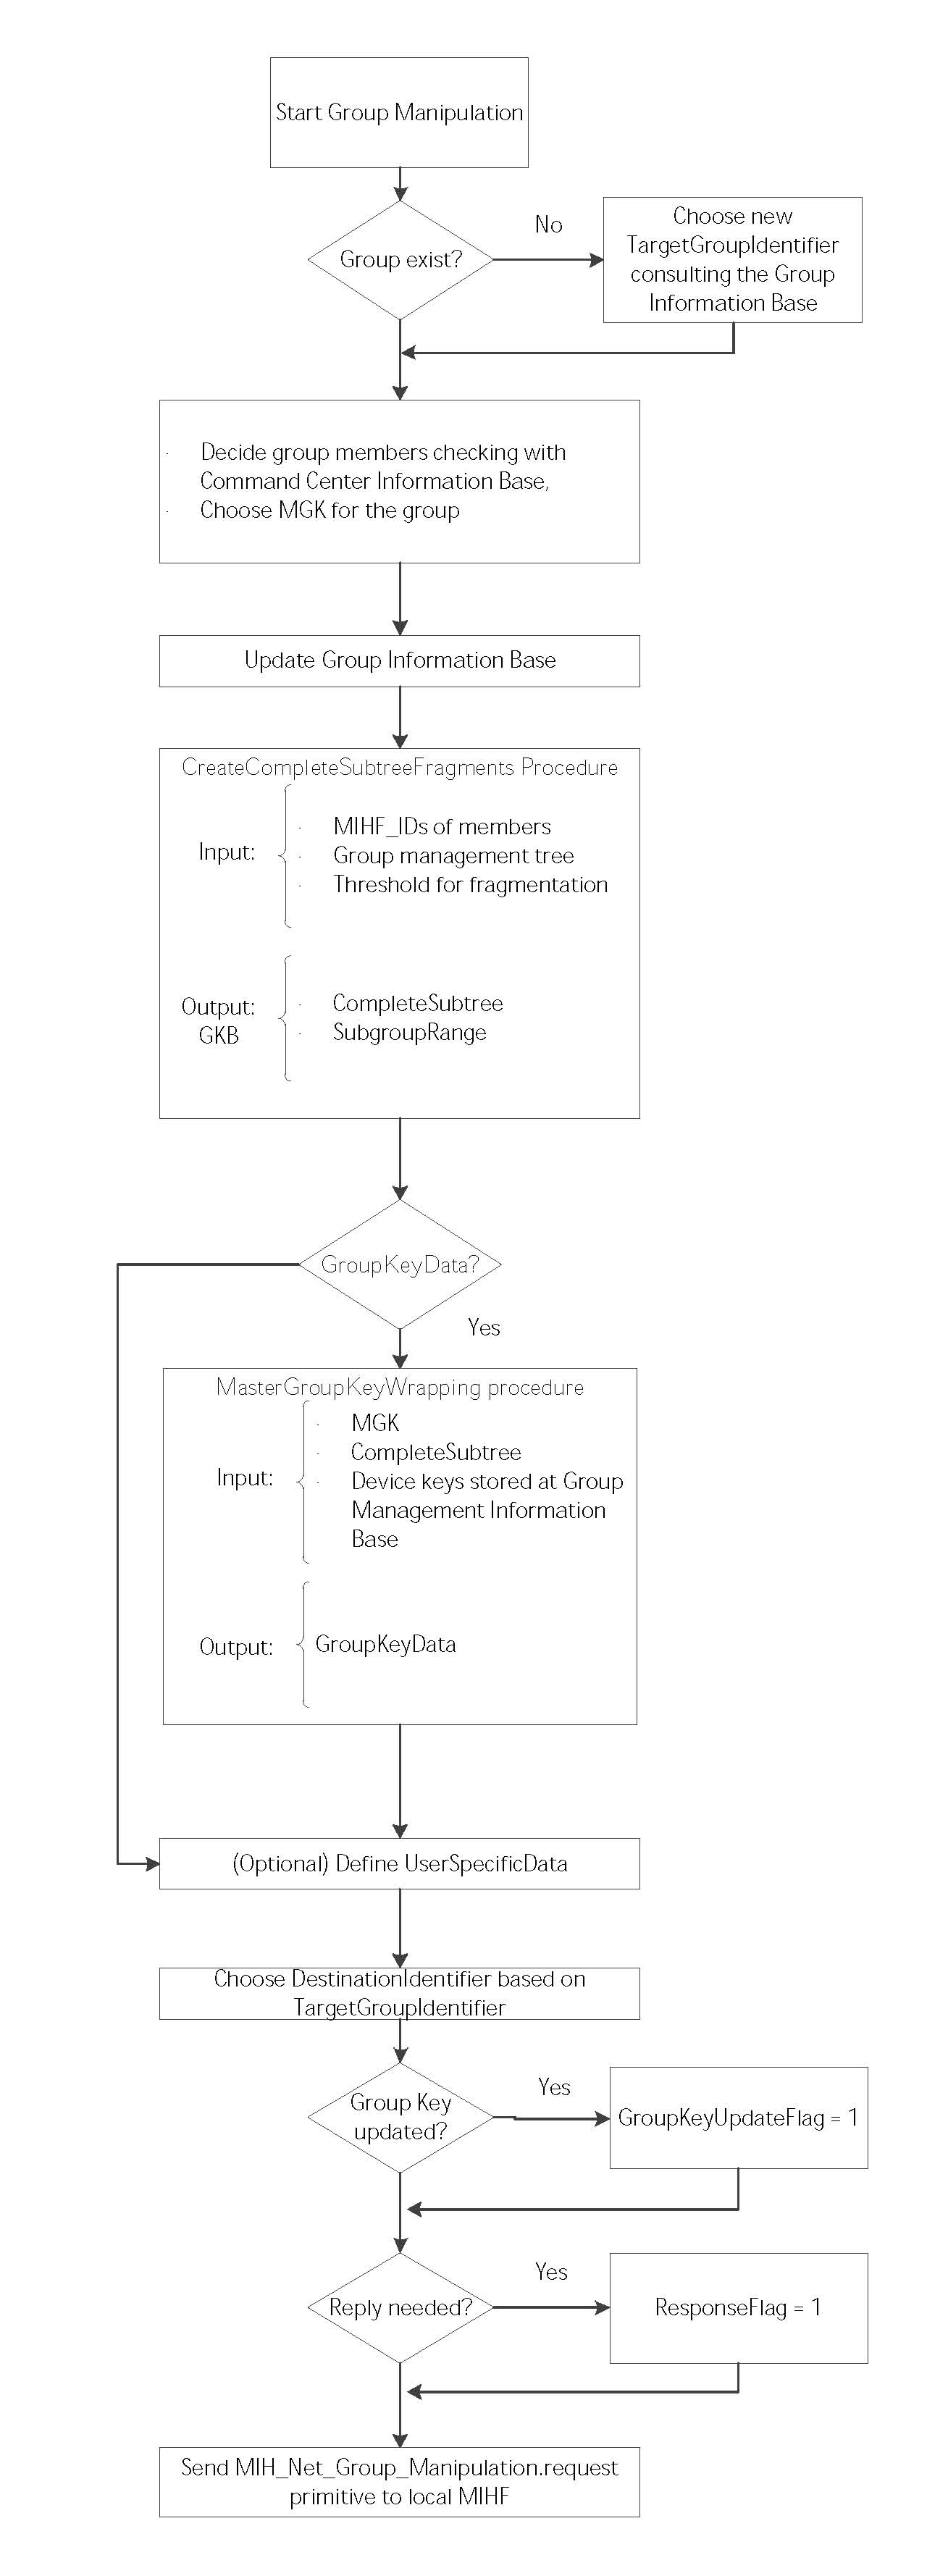 Start Group Manipulation
Group exist?
No
Choose new
TargetGroupIdentifier
consulting the Group
Information Base
· Decide group members checking with
Command Center Information Base,
· Choose MGK for the group
Update Group Information Base
CreateCompleteSubtreeFragments Procedure
Input:
· MIHF_IDs of members
· Group management tree
· Threshold for fragmentation
Output:
GKB
· CompleteSubtree
· SubgroupRange
GroupKeyData?
Yes
MasterGroupKeyWrapping procedure
Input:
· MGK
· CompleteSubtree
· Device keys stored at Group
Management Information
Base
Output:
GroupKeyData
(Optional) Define UserSpecificData
Choose DestinationIdentifier based on
TargetGroupIdentifier
Group Key
updated?
Yes
GroupKeyUpdateFlag = 1
Reply needed?
Yes
ResponseFlag = 1
Send MIH_Net_Group_Manipulation.request
primitive to local MIHF